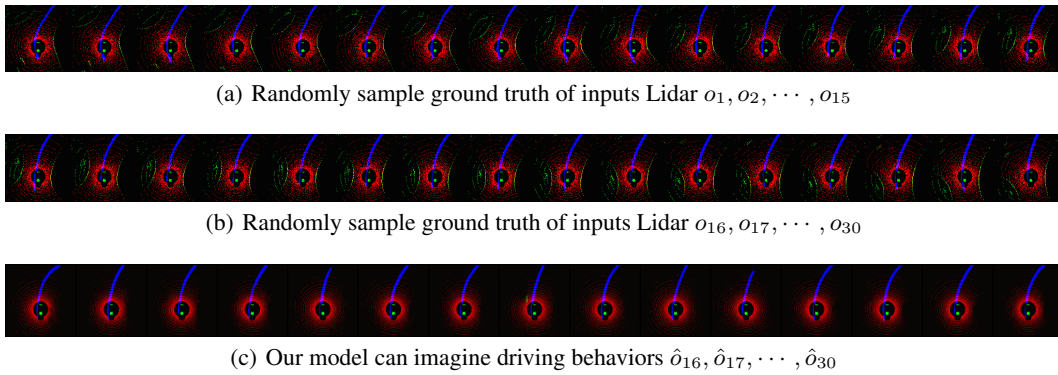 (a) Randomly sample ground truth of inputs Lidar o₁, o₂, ⋯ , o₁₅
(b) Randomly sample ground truth of inputs Lidar o₁₆, o₁₇, ⋯ , o₃₀
(c) Our model can imagine driving behaviors ô₁₆, ô₁₇, ⋯ , ô₃₀